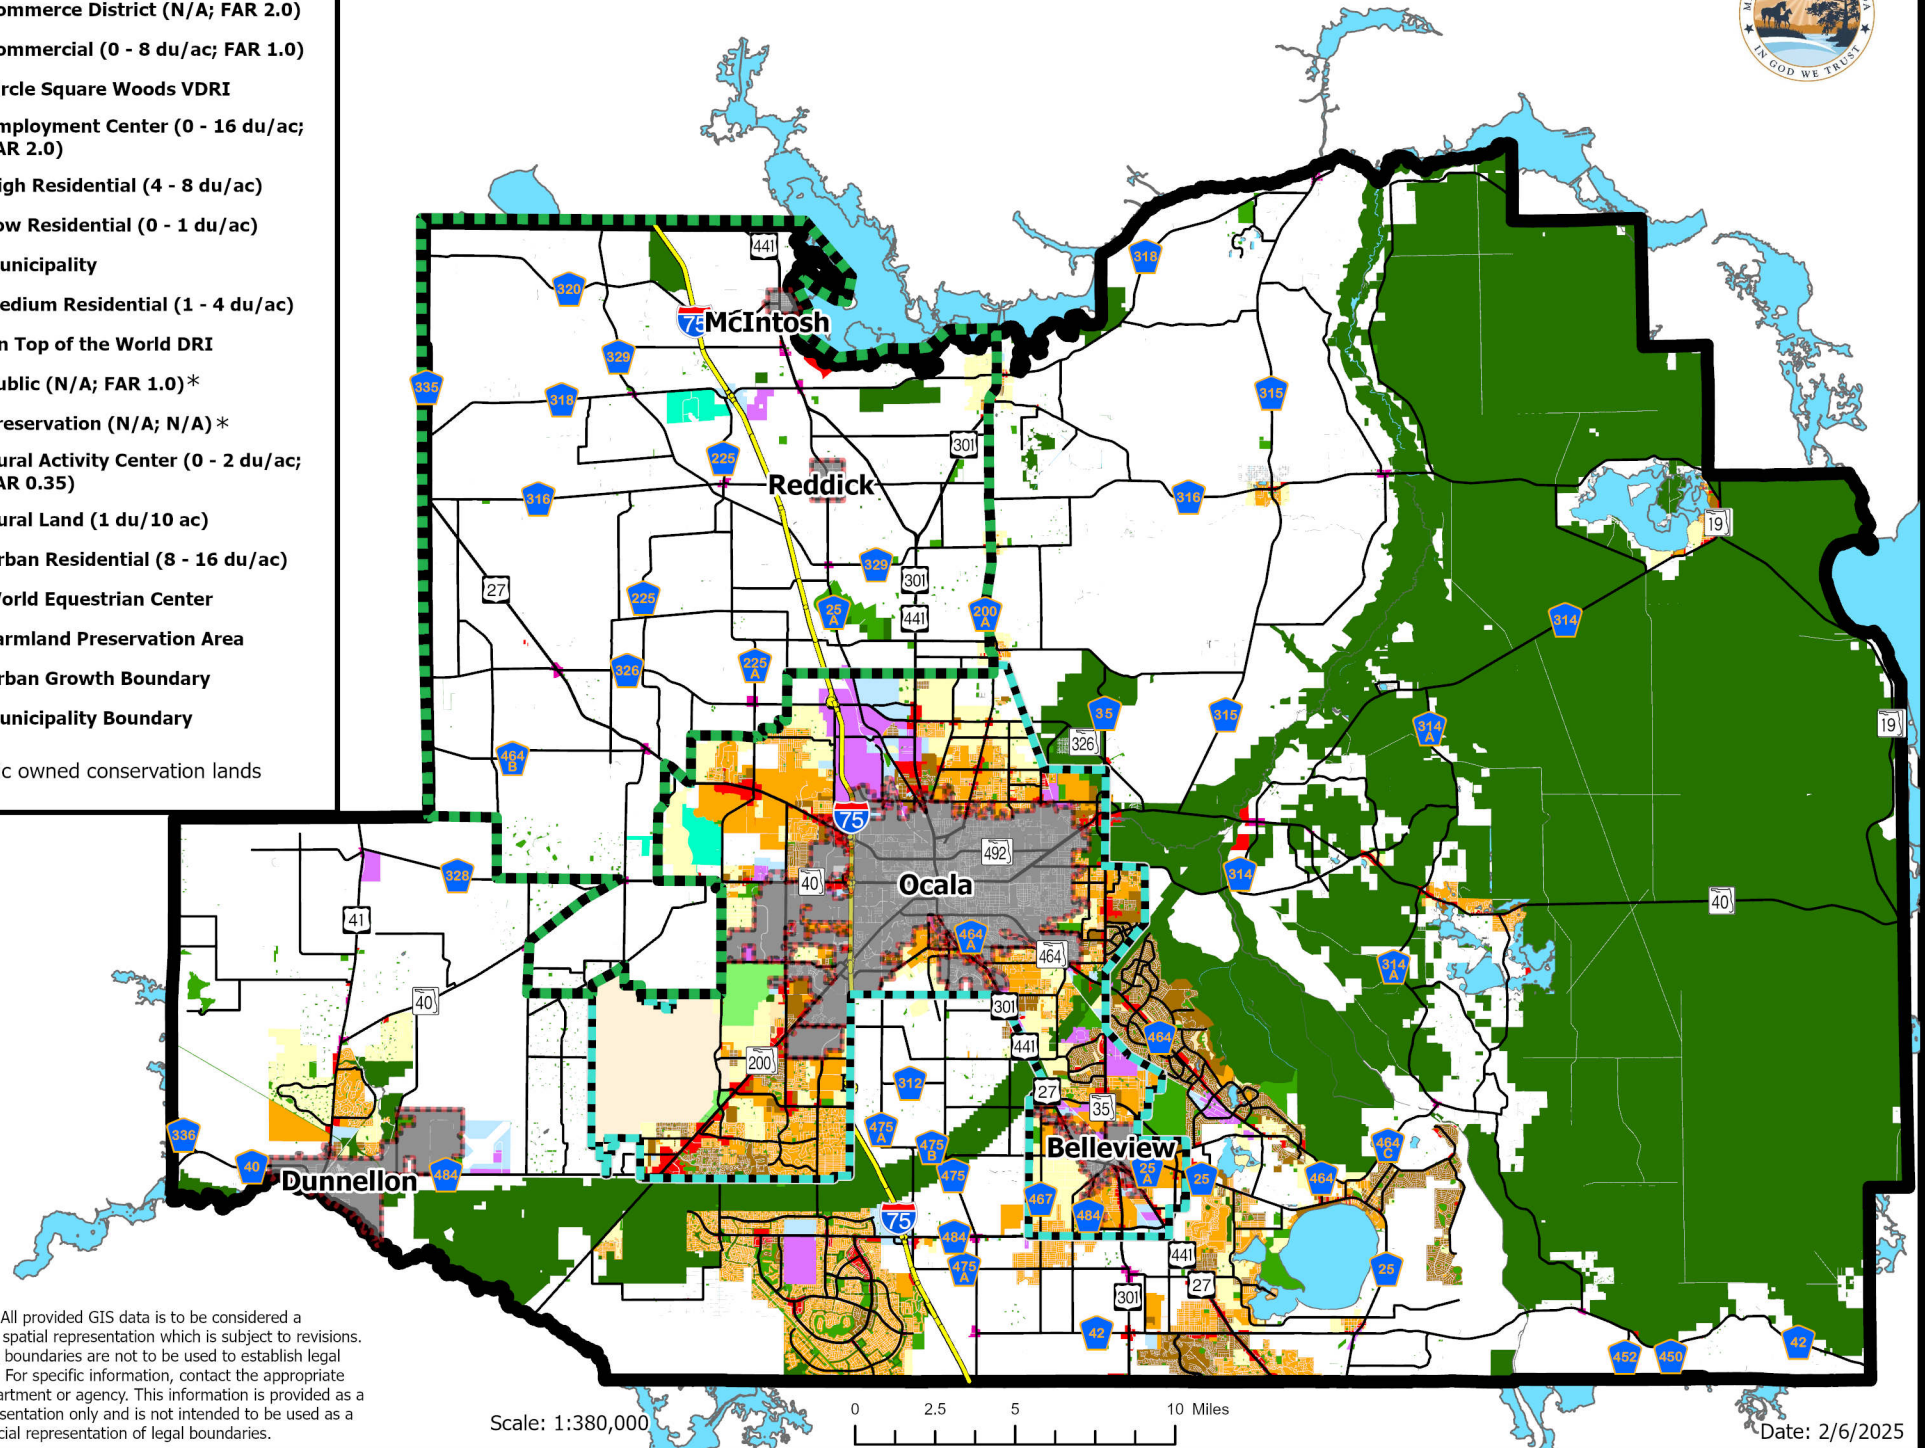 ommerce District (N/A; FAR 2.0)
ommercial (0 - 8 du/ac; FAR 1.0)
rcle Square Woods VDRI
mployment Center (0 - 16 du/ac;
AR 2.0)
igh Residential (4 - 8 du/ac)
ow Residential (0 - 1 du/ac)
unicipality
edium Residential (1 - 4 du/ac)
n Top of the World DRI
ublic (N/A; FAR 1.0)*
reservation (N/A; N/A)*
ural Activity Center (0 - 2 du/ac;
AR 0.35)
ural Land (1 du/10 ac)
rban Residential (8 - 16 du/ac)
orld Equestrian Center
armland Preservation Area
rban Growth Boundary
unicipality Boundary
ic owned conservation lands
IN GOD WE TRUST
441
318
320
75 McIntosh
329
335
318
315
301
225
Reddick
316
316
19
27
329
301
225
25 A
441
200 A
314
326
225 A
35
315
19
314 A
326
464 B
75
492
328
40
Ocala
314
40
41
464 A
464
314 A
40
301
464
441
200
312
27
35
336
475 A
475 B
Belleview
464 C
40
Dunnellon
484
475
25 A
25
464
467
484
75
484
441
475 A
25
27
301
42
452
450
42
All provided GIS data is to be considered a
spatial representation which is subject to revisions.
boundaries are not to be used to establish legal
For specific information, contact the appropriate
artment or agency. This information is provided as a
sentation only and is not intended to be used as a
cial representation of legal boundaries.
Scale: 1:380,000
0 2.5 5 10 Miles
Date: 2/6/2025